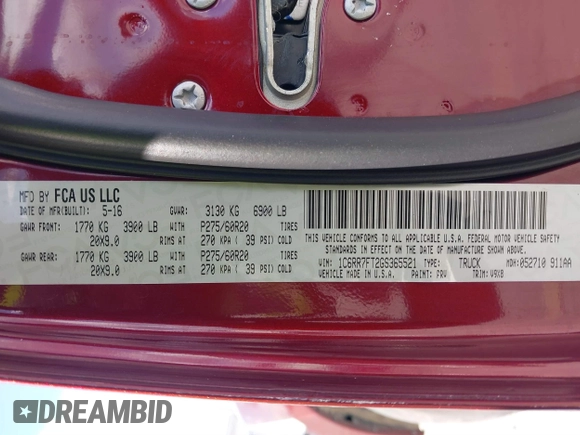 MFD BY FCA US LLC
DATE OF MFR(BUILT): 5-16 GVWR: 3130 KG 6900 LB
GAWR FRONT: 1770 KG 3900 LB P275/60R20 TIRES
20X9.0 RIMS AT 270 KPA ( 39 PSI) COLD
GAWR REAR: 1770 KG 3900 LB P275/60R20 TIRES
20X9.0 RIMS AT 270 KPA ( 39 PSI) COLD
THIS VEHICLE CONFORMS TO ALL APPLICABLE U.S.A. FEDERAL MOTOR VEHICLE SAFETY,
STANDARDS IN EFFECT ON THE DATE OF MANUFACTURE SHOWN ABOVE.
VIN: 1C6RR7FT2GS365521 TYPE: TRUCK MDH: 052710 911AA
VEHICLE MADE IN U.S.A. PAINT: PRV TRIM: V9X8
DREAMBID